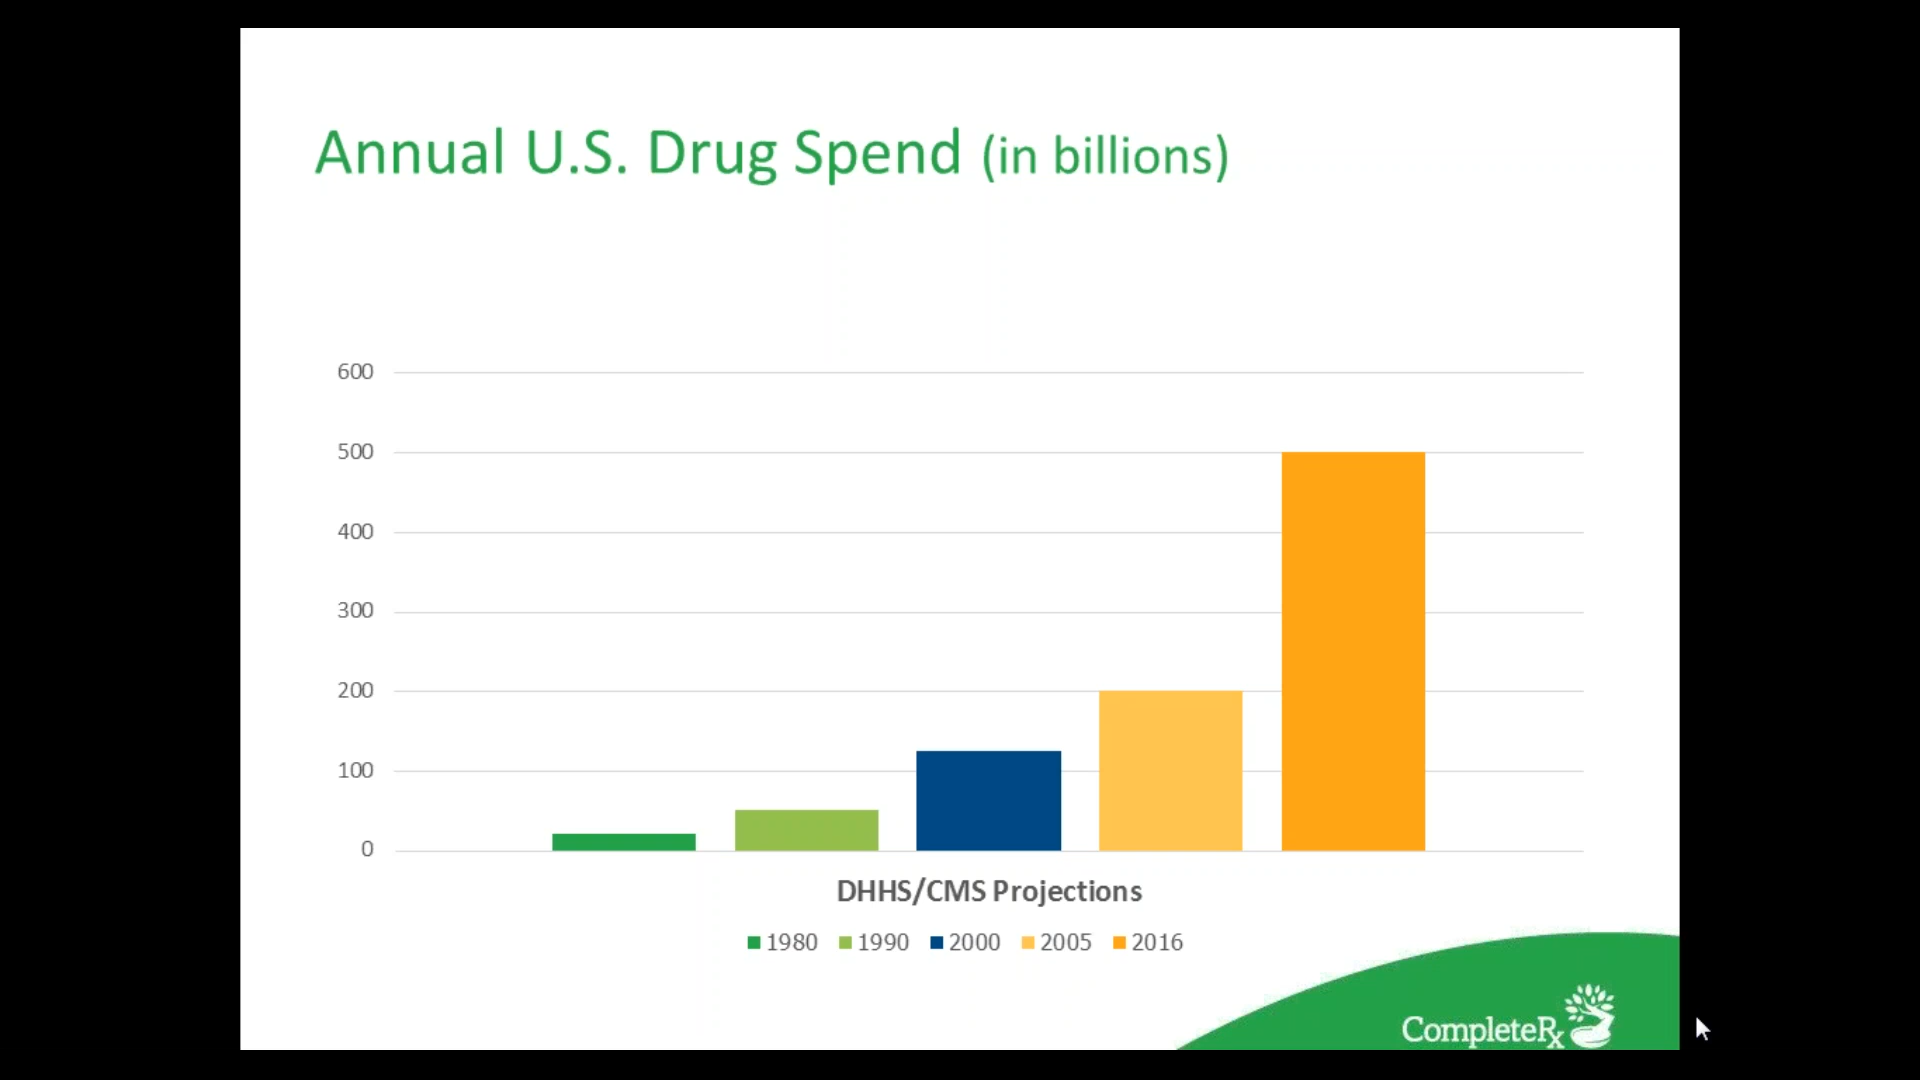 Annual U.S. Drug Spend (in billions)
600
500
400
300
200
100
0
DHHS/CMS Projections
1980 1990 2000 2005 2016
CompleteRx